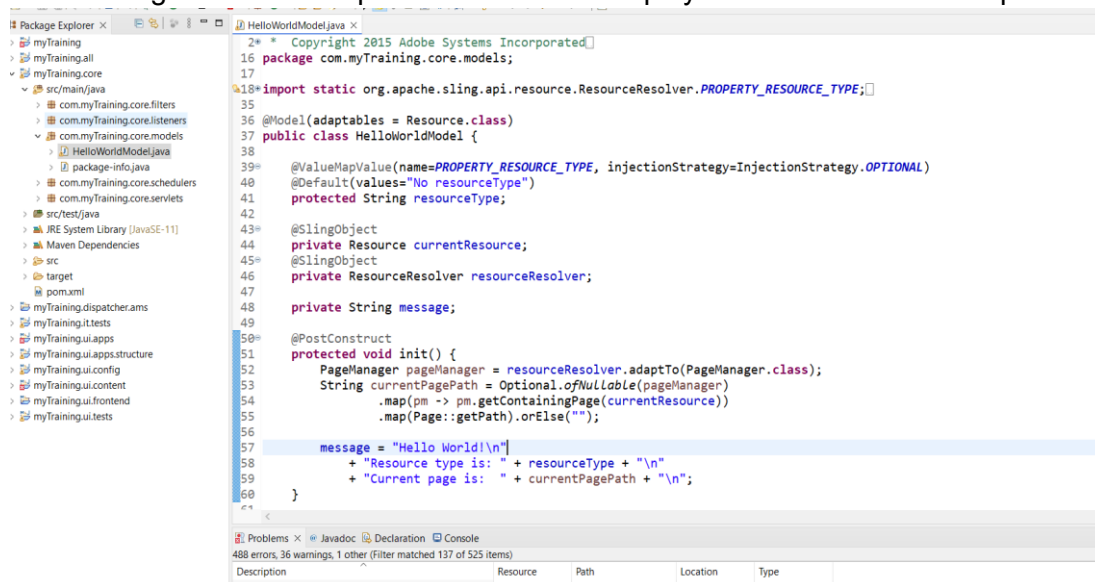 Package Explorer ×
myTraining
myTraining.all
myTraining.core
src/main/java
com.myTraining.core.filters
com.myTraining.core.listeners
com.myTraining.core.models
HelloWorldModel.java
package-info.java
com.myTraining.core.schedulers
com.myTraining.core.servlets
src/test/java
JRE System Library [JavaSE-11]
Maven Dependencies
src
target
pom.xml
myTraining.dispatcher.ams
myTraining.it.tests
myTraining.ui.apps
myTraining.ui.apps.structure
myTraining.ui.config
myTraining.ui.content
myTraining.ui.frontend
myTraining.ui.tests
HelloWorldModel.java ×
2 * Copyright 2015 Adobe Systems Incorporated
16 package com.myTraining.core.models;
17
18 import static org.apache.sling.api.resource.ResourceResolver.PROPERTY_RESOURCE_TYPE;
35
36 @Model(adaptables = Resource.class)
37 public class HelloWorldModel {
38
39 @ValueMapValue(name=PROPERTY_RESOURCE_TYPE, injectionStrategy=InjectionStrategy.OPTIONAL)
40 @Default(values="No resourceType")
41 protected String resourceType;
42
43 @SlingObject
44 private Resource currentResource;
45 @SlingObject
46 private ResourceResolver resourceResolver;
47
48 private String message;
49
50 @PostConstruct
51 protected void init() {
52 PageManager pageManager = resourceResolver.adaptTo(PageManager.class);
53 String currentPagePath = Optional.ofNullable(pageManager)
54 .map(pm -> pm.getContainingPage(currentResource))
55 .map(Page::getPath).orElse("");
56
57 message = "Hello World!\n"
58 + "Resource type is: " + resourceType + "\n"
59 + "Current page is:  " + currentPagePath + "\n";
60 }
61
Problems × Javadoc Declaration Console
488 errors, 36 warnings, 1 other (Filter matched 137 of 525 items)
Description Resource Path Location Type